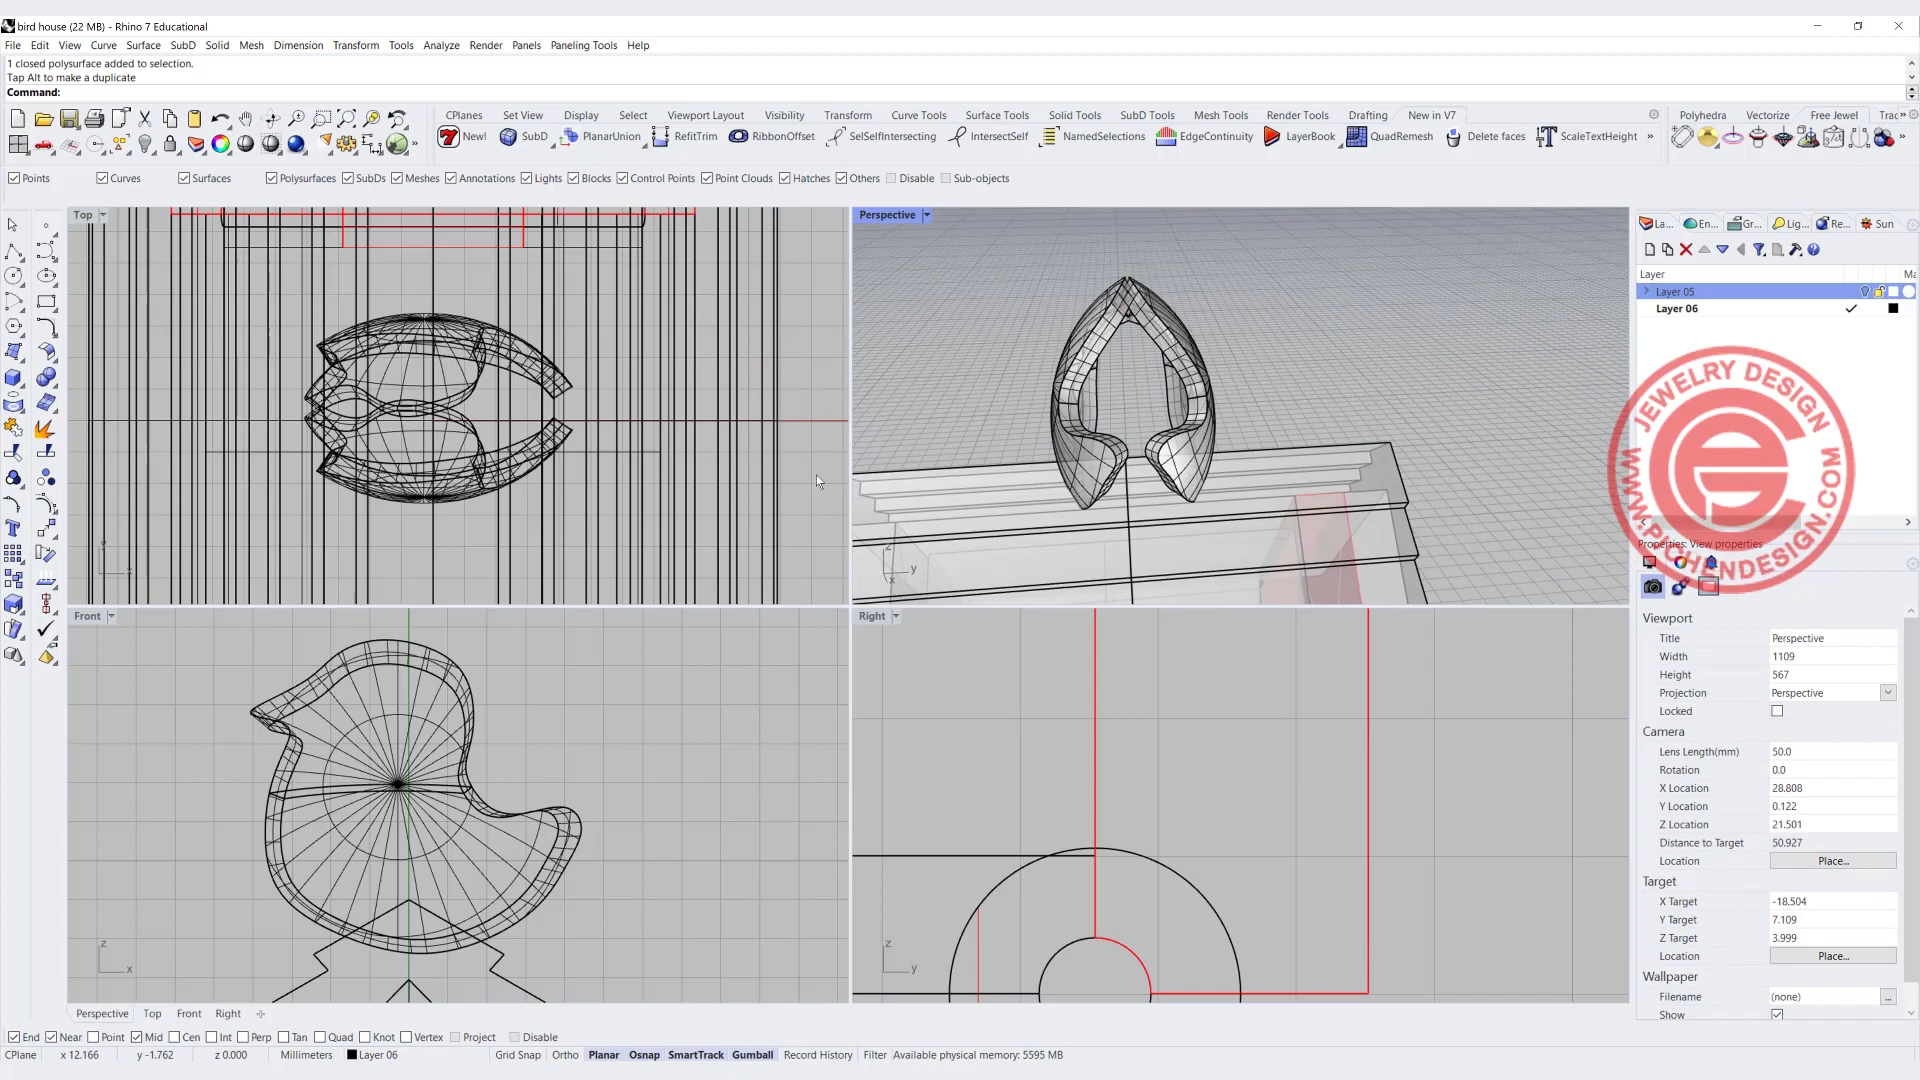 bird house (22 MB) - Rhino 7 Educational
File Edit View Curve Surface SubD Solid Mesh Dimension Transform Tools Analyze Render Panels Paneling Tools Help
1 closed polysurface added to selection.
Tap Alt to make a duplicate
Command:
CPlanes Set View Display Select Viewport Layout Visibility Transform Curve Tools Surface Tools Solid Tools SubD Tools Mesh Tools Render Tools Drafting New in V7 Polyhedra Vectorize Free Jewel Trac
New! SubD PlanarUnion RefitTrim RibbonOffset SelSelfIntersecting IntersectSelf NamedSelections EdgeContinuity LayerBook QuadRemesh Delete faces ScaleTextHeight
Points Curves Surfaces Polysurfaces SubDs Meshes Annotations Lights Blocks Control Points Point Clouds Hatches Others Disable Sub-objects
Top
Perspective
La... En... Gr... Lig... Re... Sun
Layer Ma
Layer 05
Layer 06
JEWELRY DESIGN
WWW.PJCHENDESIGN.COM
Properties: View properties
z
x
y
Front
Right
Viewport
Title Perspective
Width 1109
Height 567
Projection Perspective
Locked
Camera
Lens Length(mm) 50.0
Rotation 0.0
X Location 28.808
Y Location 0.122
Z Location 21.501
Distance to Target 50.927
Location Place...
Target
X Target -18.504
Y Target 7.109
Z Target 3.999
Location Place...
Wallpaper
Filename (none) ...
Show
z
x
z
y
Perspective Top Front Right
End Near Point Mid Cen Int Perp Tan Quad Knot Vertex Project Disable
CPlane x 12.166 y -1.762 z 0.000 Millimeters Layer 06 Grid Snap Ortho Planar Osnap SmartTrack Gumball Record History Filter Available physical memory: 5595 MB